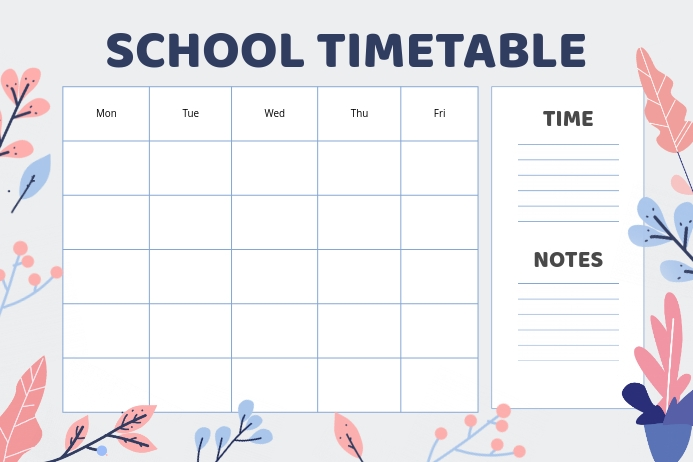 SCHOOL TIMETABLE
Mon Tue Wed Thu Fri
TIME
NOTES